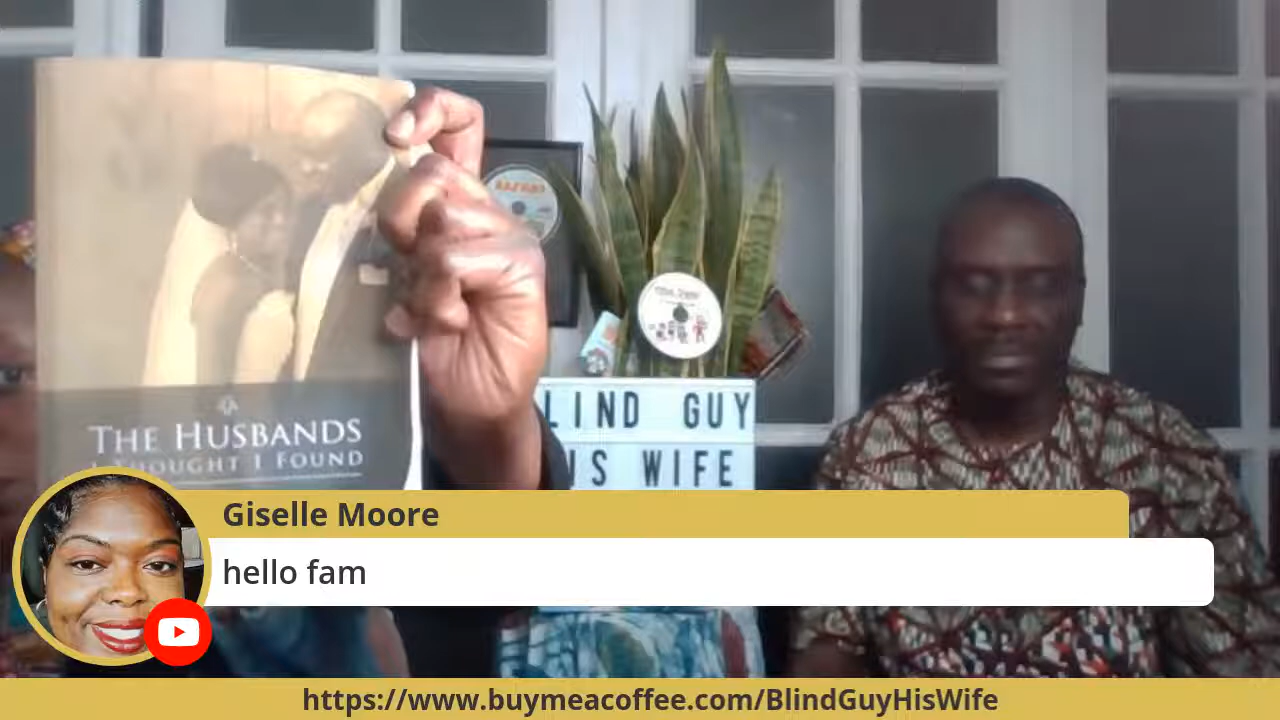 THE HUSBANDS
I THOUGHT I FOUND
LIND GUY
IS WIFE
Giselle Moore
hello fam
https://www.buymeacoffee.com/BlindGuyHisWife